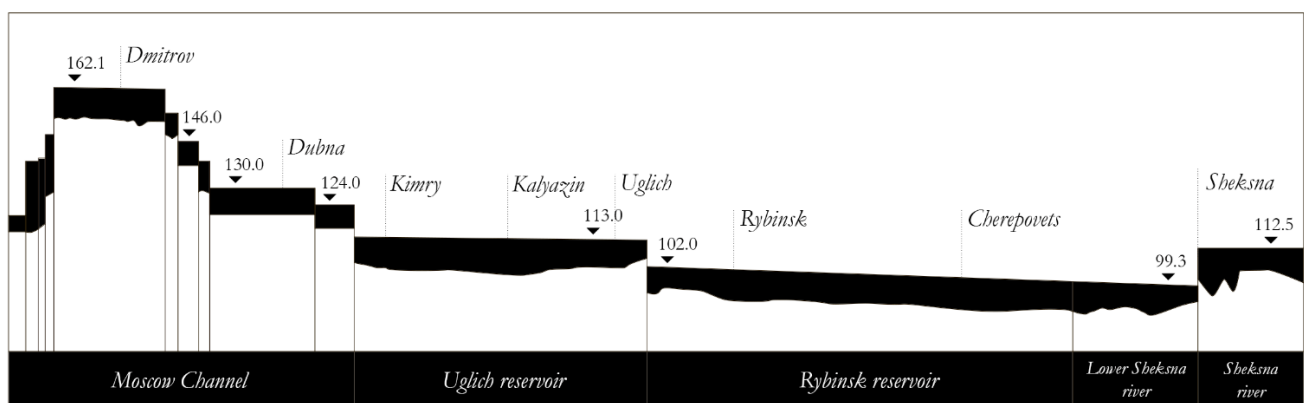 162.1
Dmitrov
146.0
130.0
Dubna
124.0
Kimry
Kalyazin
113.0
Uglich
102.0
Rybinsk
Cherepovets
99.3
Sheksna
112.5
Moscow Channel
Uglich reservoir
Rybinsk reservoir
Lower Sheksna
river
Sheksna
river